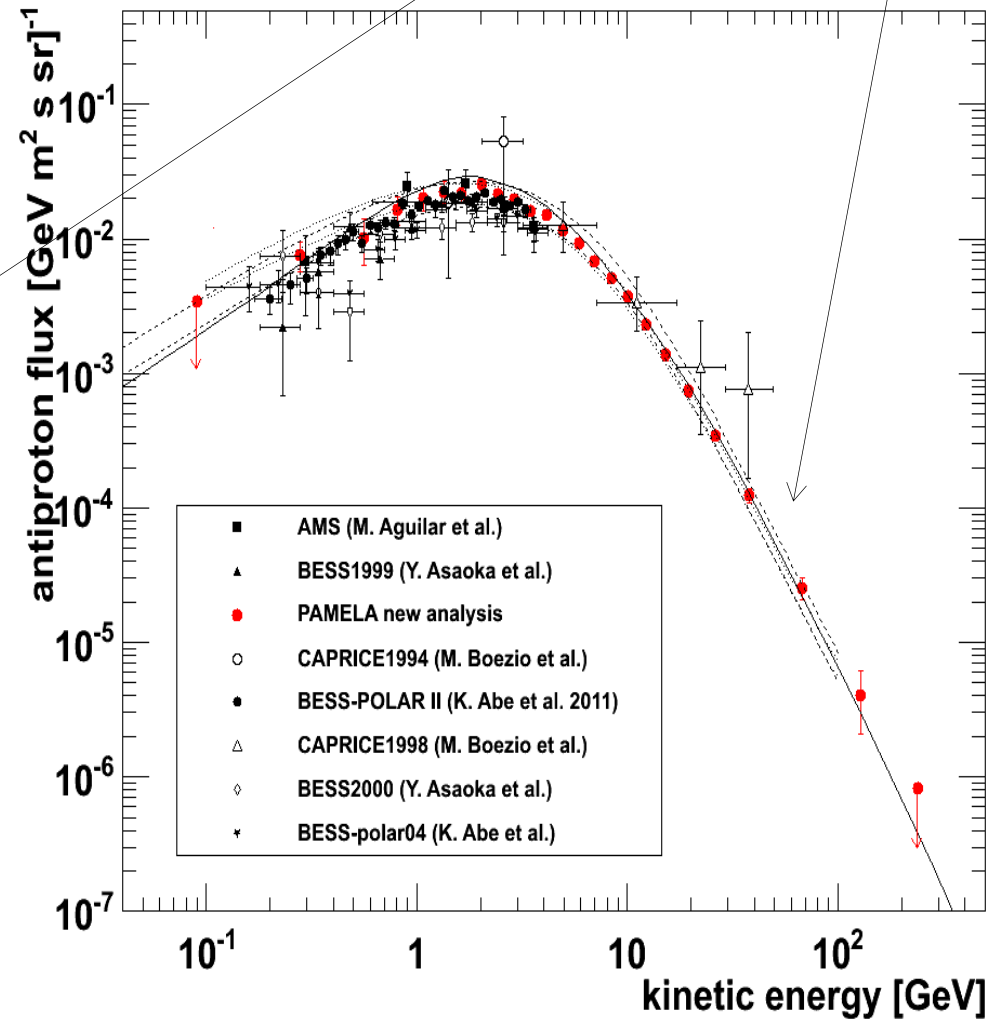 antiproton flux [GeV m² s sr]⁻¹
10⁻¹
10⁻²
10⁻³
10⁻⁴
10⁻⁵
10⁻⁶
10⁻⁷
AMS (M. Aguilar et al.)
BESS1999 (Y. Asaoka et al.)
PAMELA new analysis
CAPRICE1994 (M. Boezio et al.)
BESS-POLAR II (K. Abe et al. 2011)
CAPRICE1998 (M. Boezio et al.)
BESS2000 (Y. Asaoka et al.)
BESS-polar04 (K. Abe et al.)
10⁻¹ 1 10 10²
kinetic energy [GeV]